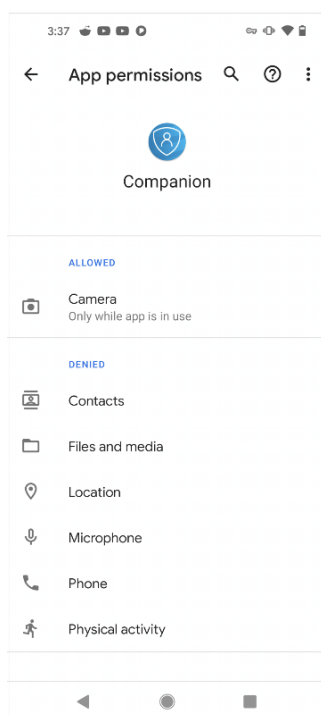 3:37
App permissions
Companion
ALLOWED
Camera
Only while app is in use
DENIED
Contacts
Files and media
Location
Microphone
Phone
Physical activity